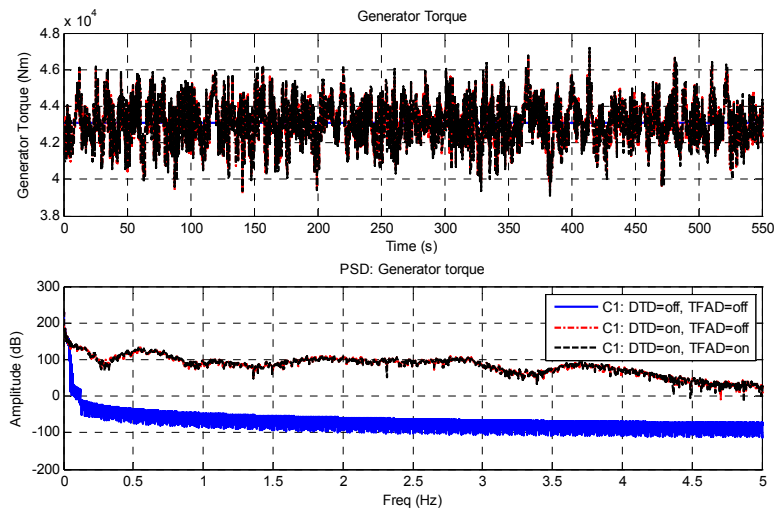 Generator Torque
x 10^4
4.8
4.6
4.4
4.2
4
3.8
Generator Torque (Nm)
0 50 100 150 200 250 300 350 400 450 500 550
Time (s)
PSD: Generator torque
300
200
100
0
-100
-200
Amplitude (dB)
C1: DTD=off, TFAD=off
C1: DTD=on, TFAD=off
C1: DTD=on, TFAD=on
0 0.5 1 1.5 2 2.5 3 3.5 4 4.5 5
Freq (Hz)